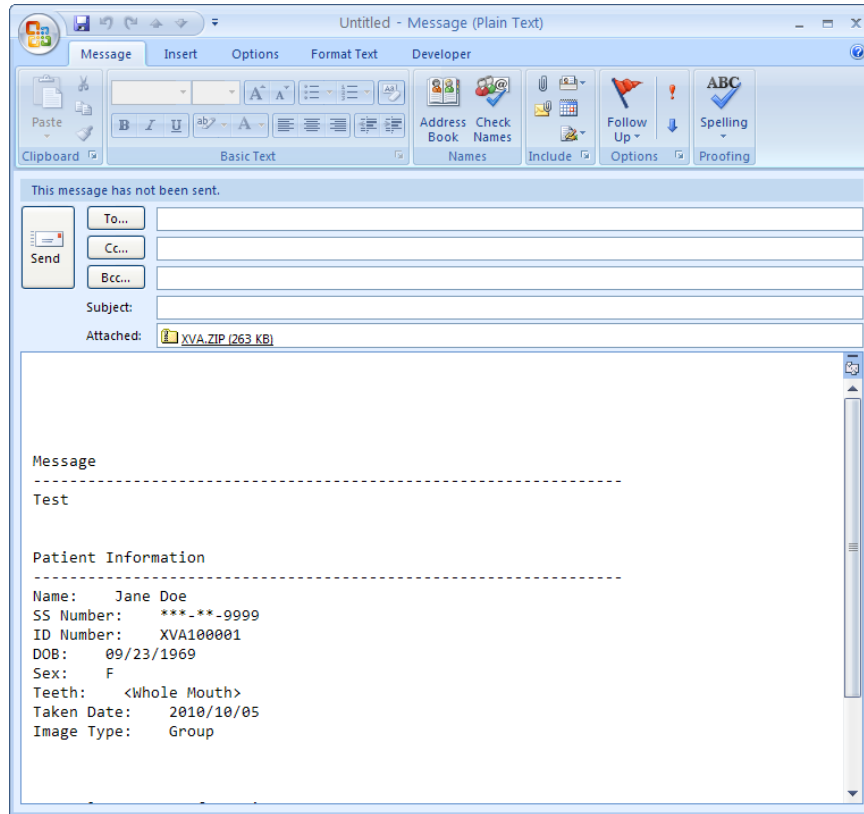 Untitled - Message (Plain Text)
Message Insert Options Format Text Developer
Paste
Clipboard
B I U ab A
Basic Text
Address Book
Check Names
Names
Include
Follow Up
Options
ABC
Spelling
Proofing
This message has not been sent.
Send
To...
Cc...
Bcc...
Subject:
Attached: XVA.ZIP (263 KB)
Message
-----------------------------------------------------------------
Test
Patient Information
-----------------------------------------------------------------
Name: Jane Doe
SS Number: ***-**-9999
ID Number: XVA100001
DOB: 09/23/1969
Sex: F
Teeth: <Whole Mouth>
Taken Date: 2010/10/05
Image Type: Group